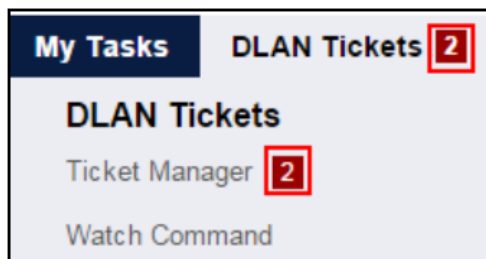 My Tasks DLAN Tickets 2
DLAN Tickets
Ticket Manager 2
Watch Command